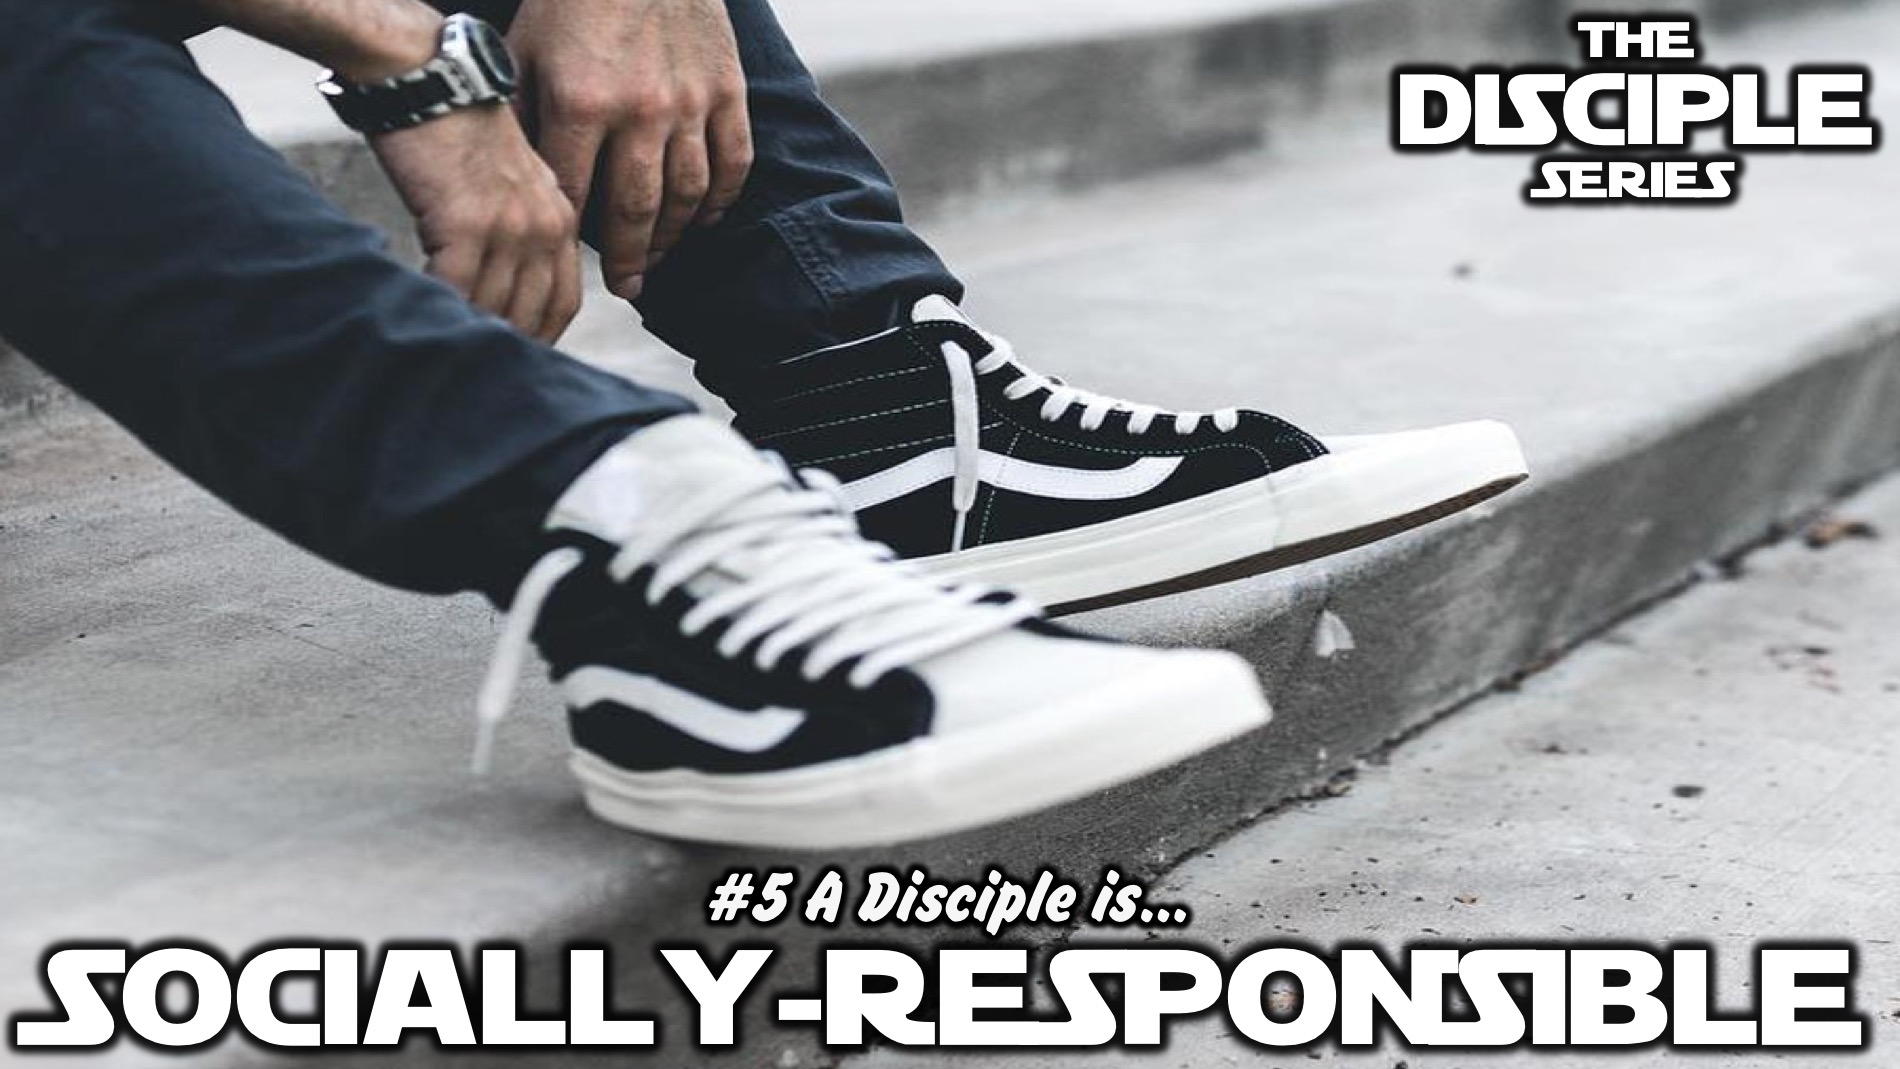 THE
DISCIPLE
SERIES
#5 A Disciple is...
SOCIALLY-RESPONSIBLE